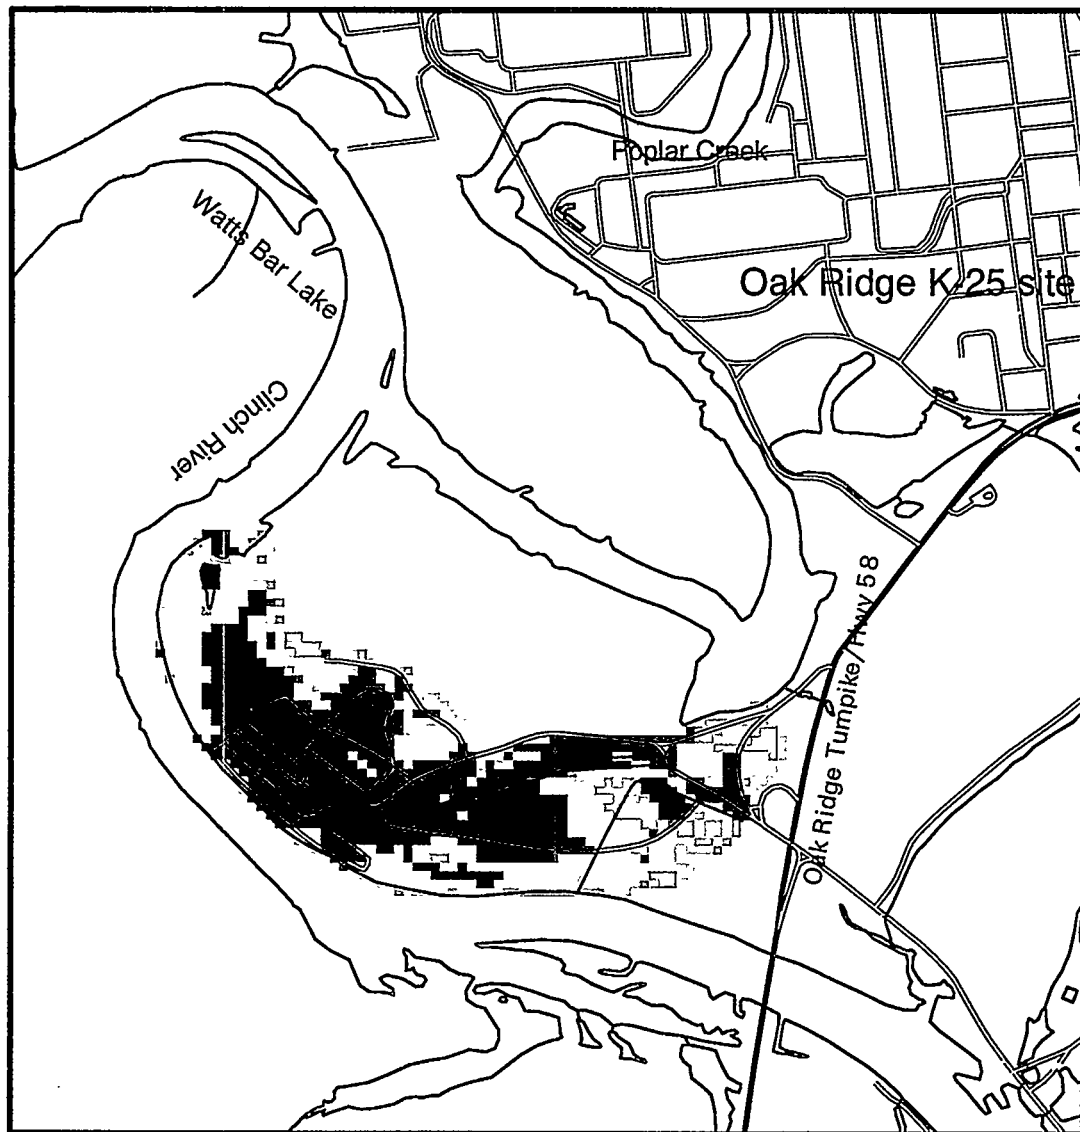 Poplar Creek
Watts Bar Lake
Oak Ridge K-25 site
Clinch River
Oak Ridge Turnpike/Hwy 58